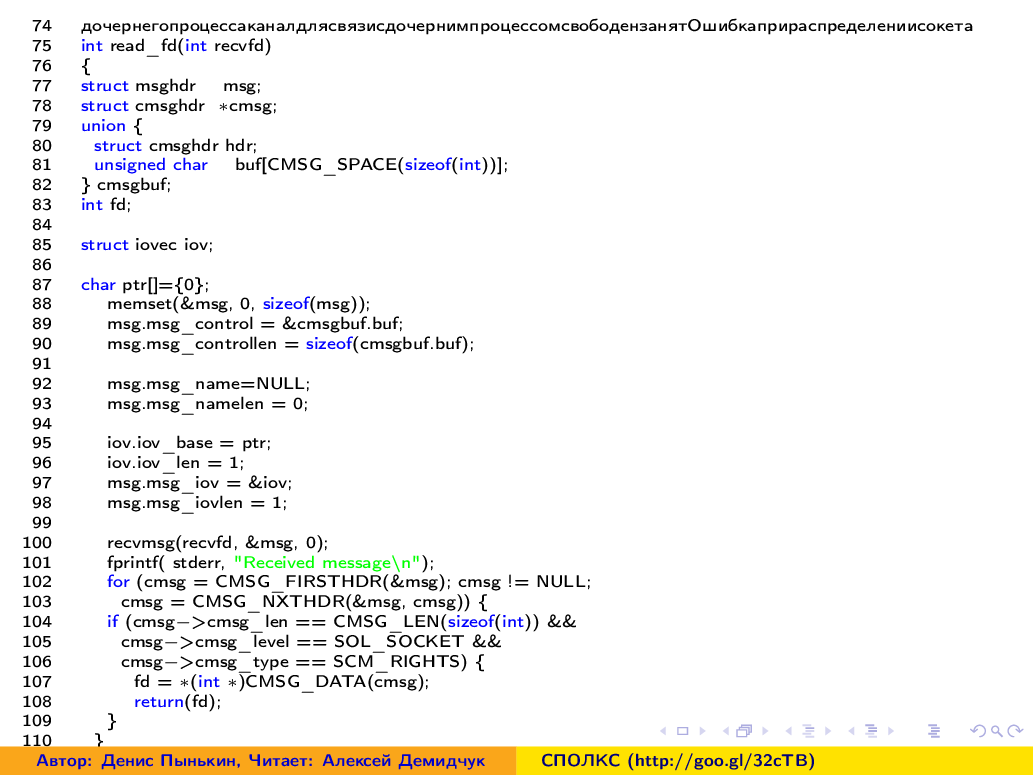 74 дочернегопроцессаканалдлясвязисдочернимпроцессомсвободензанятОшибкаприраспределениисокета
75 int read_fd(int recvfd)
76 {
77 struct msghdr msg;
78 struct cmsghdr *cmsg;
79 union {
80 struct cmsghdr hdr;
81 unsigned char buf[CMSG_SPACE(sizeof(int))];
82 } cmsgbuf;
83 int fd;
84
85 struct iovec iov;
86
87 char ptr[]={0};
88 memset(&msg, 0, sizeof(msg));
89 msg.msg_control = &cmsgbuf.buf;
90 msg.msg_controllen = sizeof(cmsgbuf.buf);
91
92 msg.msg_name=NULL;
93 msg.msg_namelen = 0;
94
95 iov.iov_base = ptr;
96 iov.iov_len = 1;
97 msg.msg_iov = &iov;
98 msg.msg_iovlen = 1;
99
100 recvmsg(recvfd, &msg, 0);
101 fprintf( stderr, "Received message\n");
102 for (cmsg = CMSG_FIRSTHDR(&msg); cmsg != NULL;
103 cmsg = CMSG_NXTHDR(&msg, cmsg)) {
104 if (cmsg->cmsg_len == CMSG_LEN(sizeof(int)) &&
105 cmsg->cmsg_level == SOL_SOCKET &&
106 cmsg->cmsg_type == SCM_RIGHTS) {
107 fd = *(int *)CMSG_DATA(cmsg);
108 return(fd);
109 }
110 }
Автор: Денис Пынькин, Читает: Алексей Демидчук СПОЛКС (http://goo.gl/32cTB)